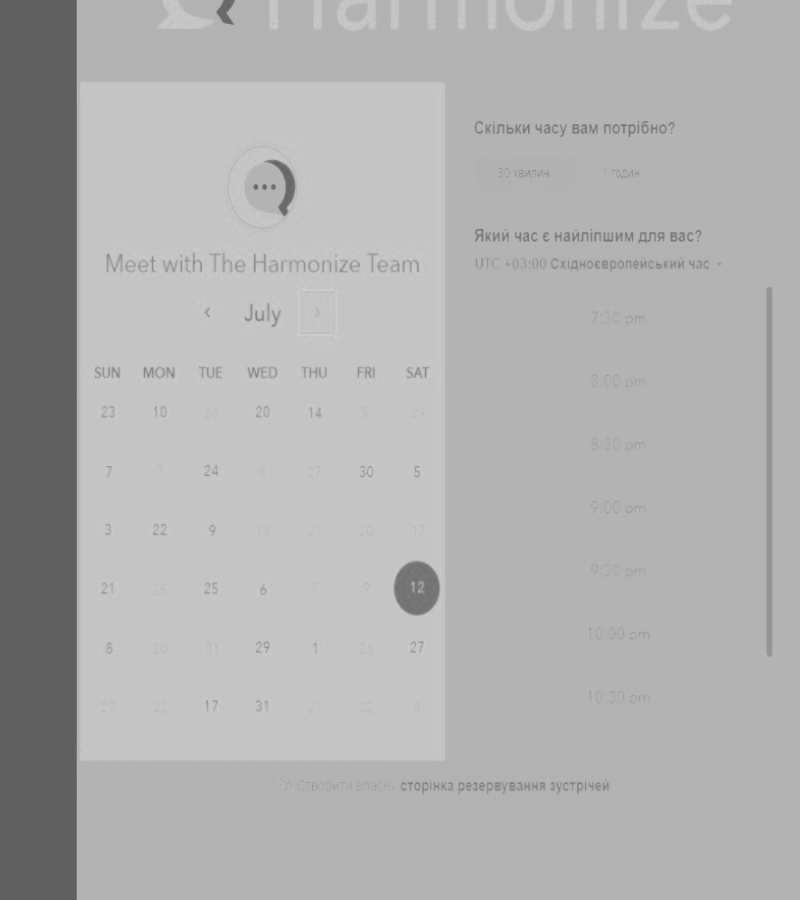 Harmonize
Meet with The Harmonize Team
July
SUN MON TUE WED THU FRI SAT
23 10 26 20 14 5 29
7 7 24 6 27 30 5
3 22 9 18 21 20 17
21 25 25 6 7 9 12
8 20 31 29 1 26 27
27 22 17 31 21 22 4
Скільки часу вам потрібно?
30 хвилин 1 годин
Який час є найліпшим для вас?
UTC +03:00 Східноєвропейський час
7:30 pm
8:00 pm
8:30 pm
9:00 pm
9:30 pm
10:00 pm
10:30 pm
Створити власну сторінка резервування зустрічей